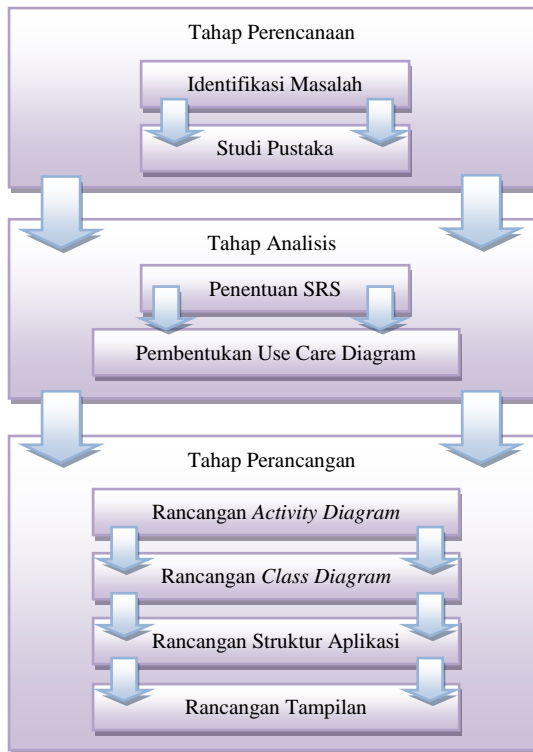 Tahap Perencanaan
Identifikasi Masalah
Studi Pustaka
Tahap Analisis
Penentuan SRS
Pembentukan Use Care Diagram
Tahap Perancangan
Rancangan Activity Diagram
Rancangan Class Diagram
Rancangan Struktur Aplikasi
Rancangan Tampilan